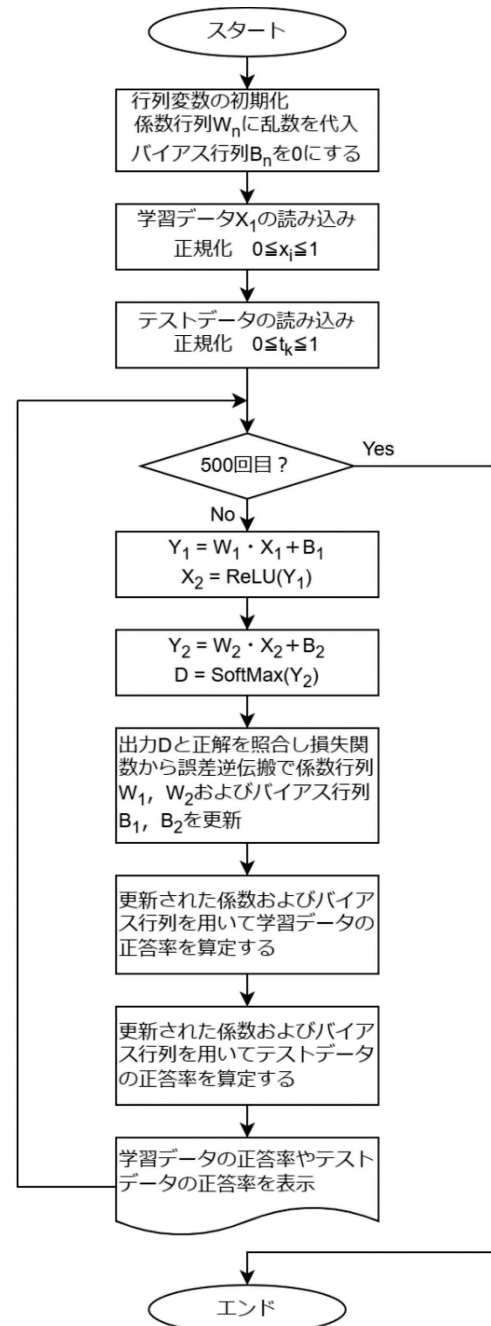 スタート
行列変数の初期化
係数行列Wnに乱数を代入
バイアス行列Bnを0にする
学習データX1の読み込み
正規化 0≦xi≦1
テストデータの読み込み
正規化 0≦tk≦1
500回目？
Yes
No
Y1 = W1・X1+B1
X2 = ReLU(Y1)
Y2 = W2・X2+B2
D = SoftMax(Y2)
出力Dと正解を照合し損失関
数から誤差逆伝搬で係数行列
W1，W2およびバイアス行列
B1，B2を更新
更新された係数およびバイア
ス行列を用いて学習データの
正答率を算定する
更新された係数およびバイア
ス行列を用いてテストデータ
の正答率を算定する
学習データの正答率やテスト
データの正答率を表示
エンド